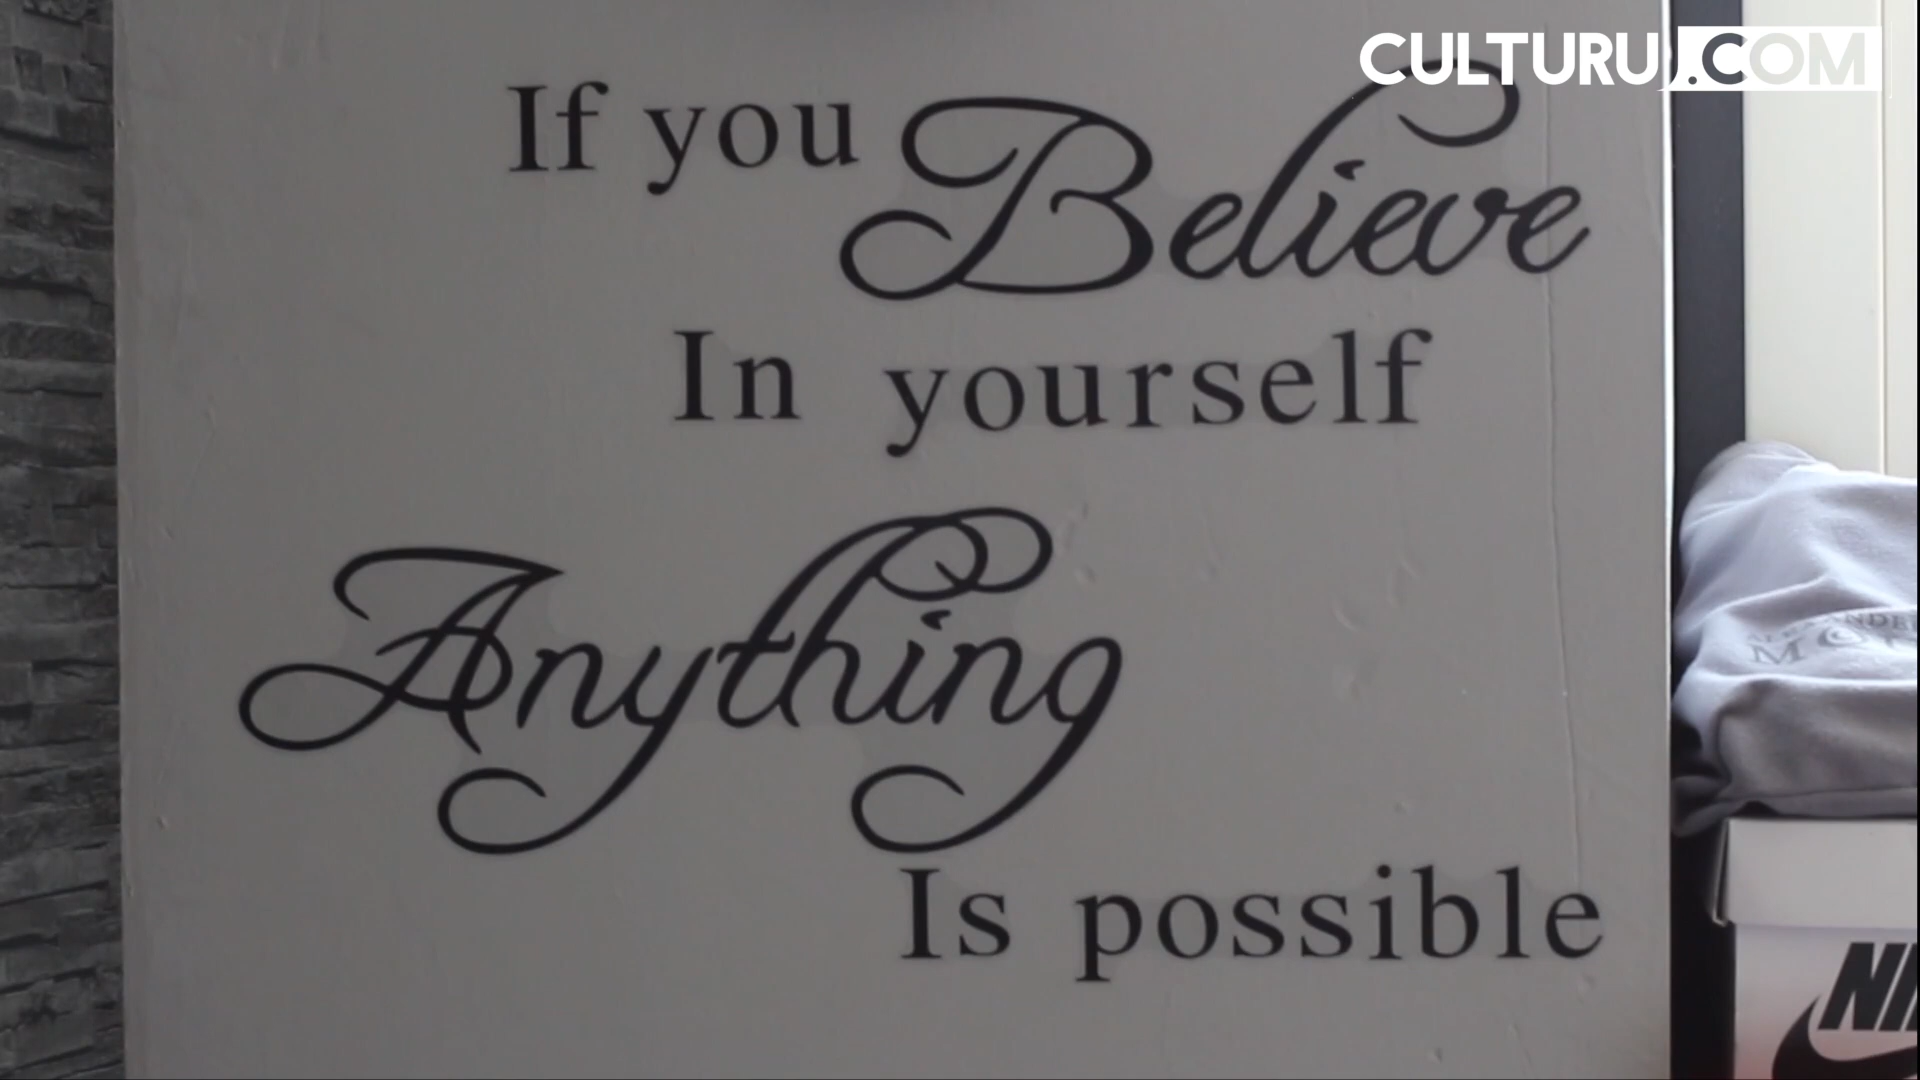 CULTURU.COM
If you Believe
In yourself
Anything
Is possible